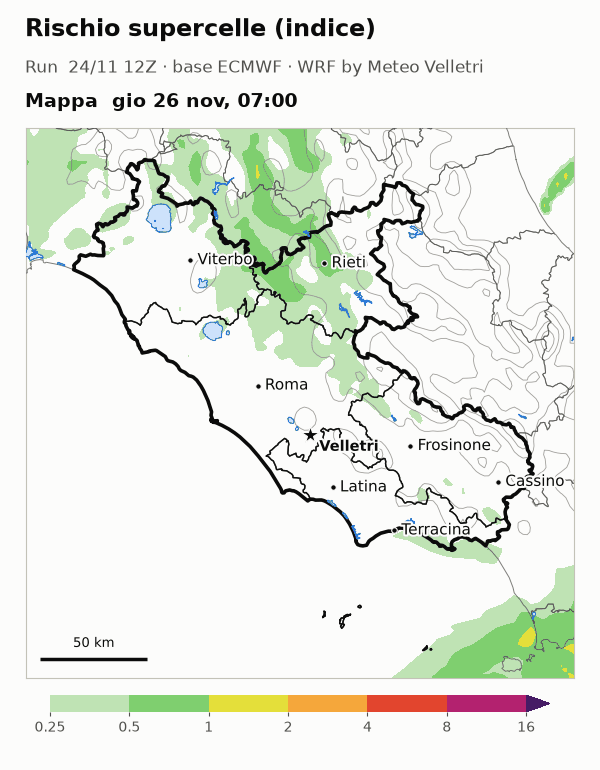 Rischio supercelle (indice)
Run  24/11 12Z · base ECMWF · WRF by Meteo Velletri
Mappa  gio 26 nov, 07:00
Viterbo
Rieti
Roma
Velletri
Frosinone
Latina
Cassino
Terracina
50 km
0.25 0.5 1 2 4 8 16